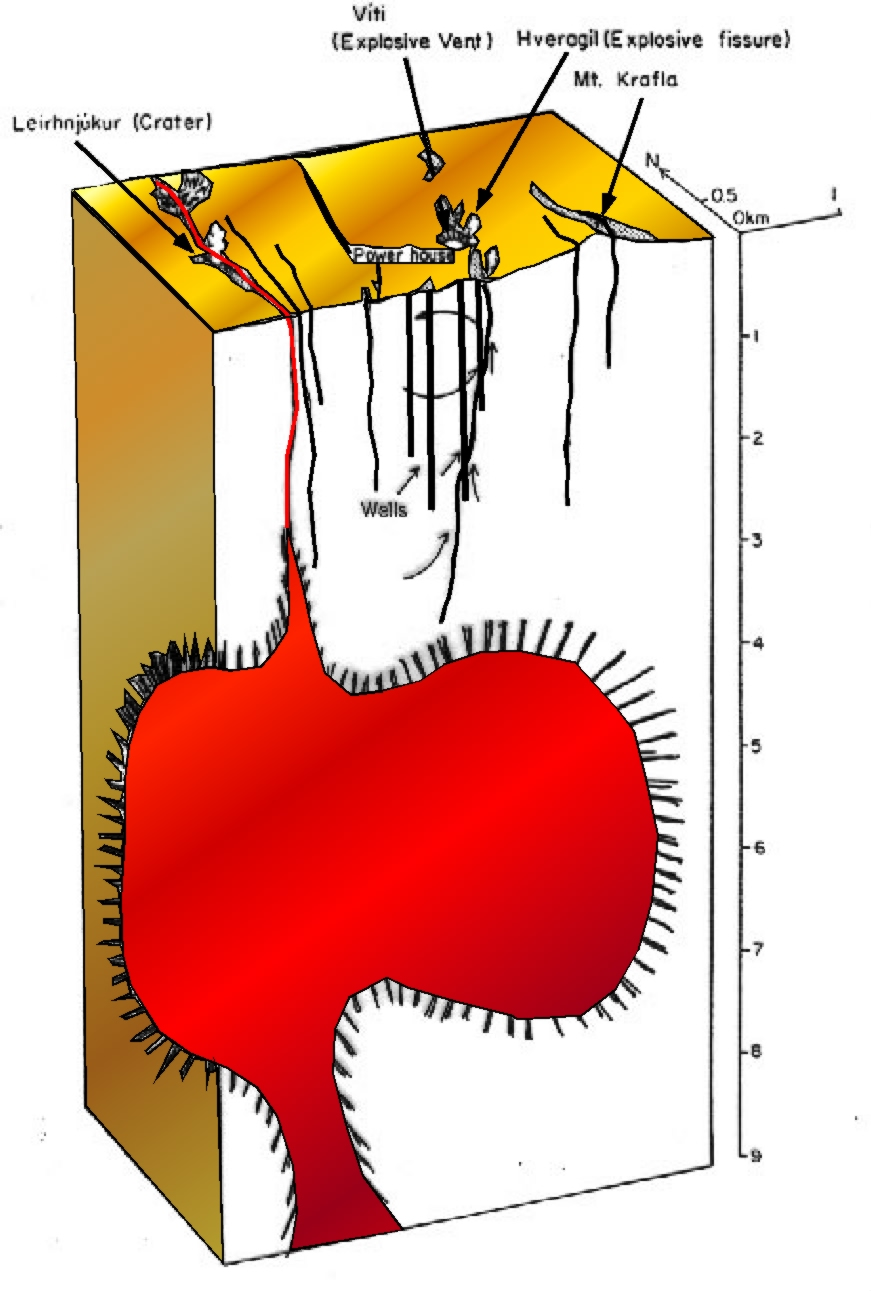 Víti
(Explosive Vent)
Hveragil (Explosive fissure)
Mt. Krafla
Leirhnjúkur (Crater)
N
0.5
1
0km
Power house
1
2
Wells
3
4
5
6
7
8
9